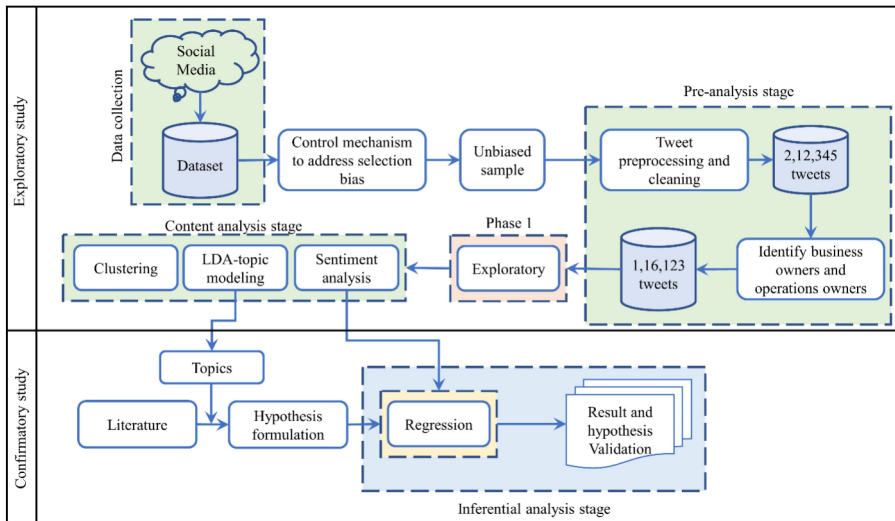 Exploratory study
Data collection
Social
Media
Dataset
Control mechanism
to address selection
bias
Unbiased
sample
Pre-analysis stage
Tweet
preprocessing and
cleaning
2,12,345
tweets
Identify business
owners and
operations owners
1,16,123
tweets
Phase 1
Exploratory
Content analysis stage
Clustering
LDA-topic
modeling
Sentiment
analysis
Confirmatory study
Topics
Literature
Hypothesis
formulation
Regression
Result and
hypothesis
Validation
Inferential analysis stage